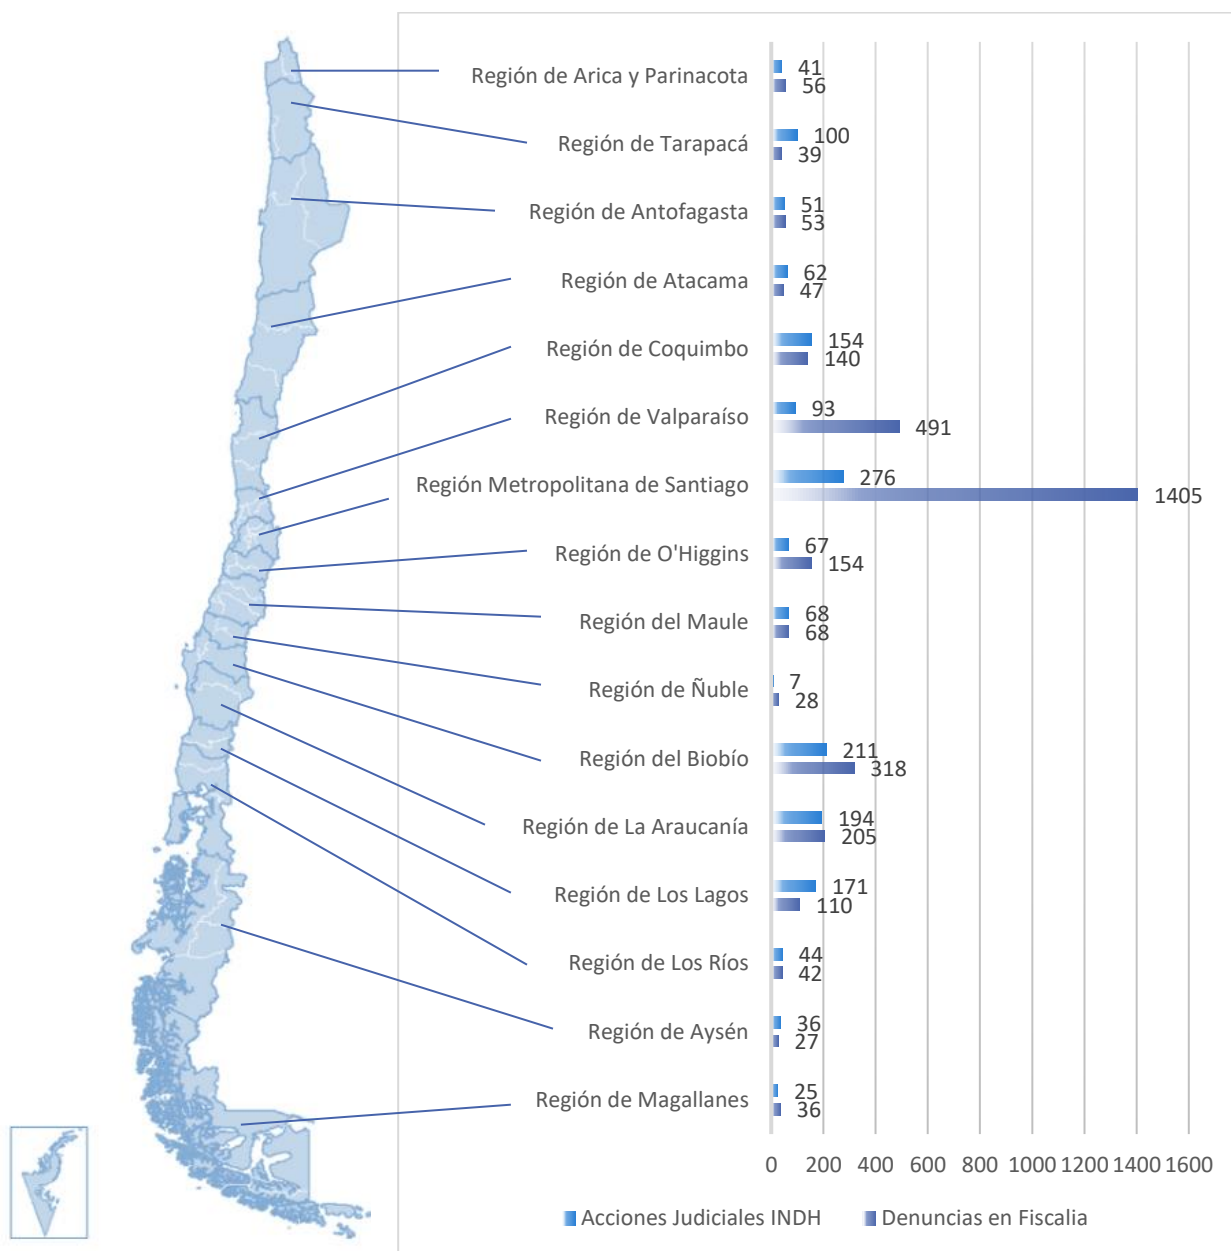 Región de Arica y Parinacota
41
56
Región de Tarapacá
100
39
Región de Antofagasta
51
53
Región de Atacama
62
47
Región de Coquimbo
154
140
Región de Valparaíso
93
491
Región Metropolitana de Santiago
276
1405
Región de O'Higgins
67
154
Región del Maule
68
68
Región de Ñuble
7
28
Región del Biobío
211
318
Región de La Araucanía
194
205
Región de Los Lagos
171
110
Región de Los Ríos
44
42
Región de Aysén
36
27
Región de Magallanes
25
36
0 200 400 600 800 1000 1200 1400 1600
Acciones Judiciales INDH Denuncias en Fiscalia